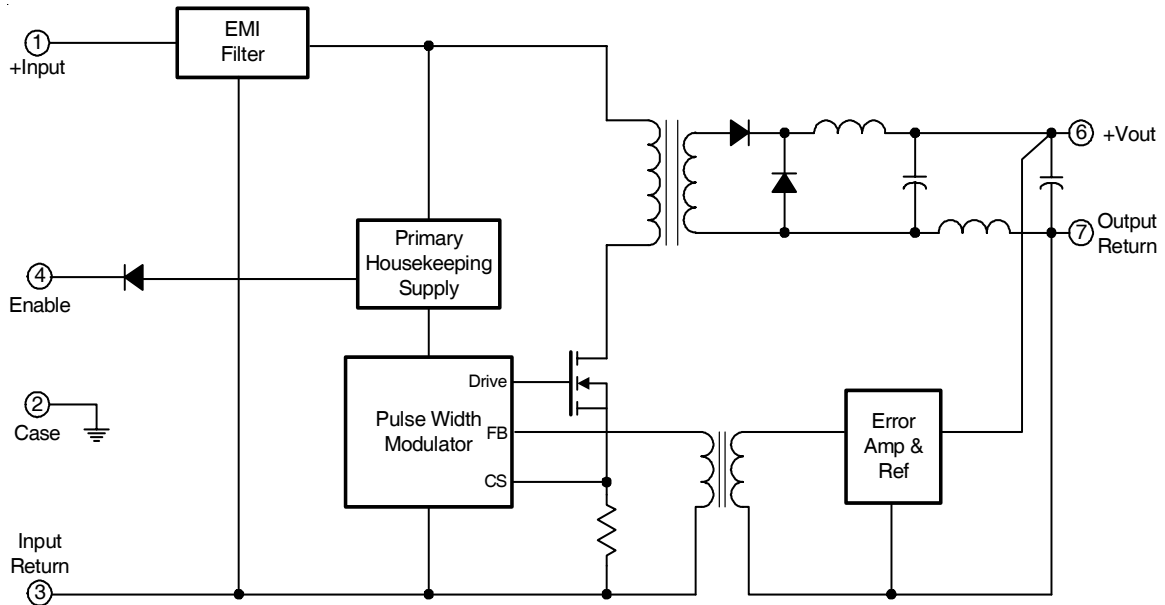 1
+Input
EMI
Filter
6
+Vout
7
Output
Return
Primary
Housekeeping
Supply
4
Enable
2
Case
Drive
Pulse Width
Modulator
FB
CS
Error
Amp &
Ref
Input
Return
3